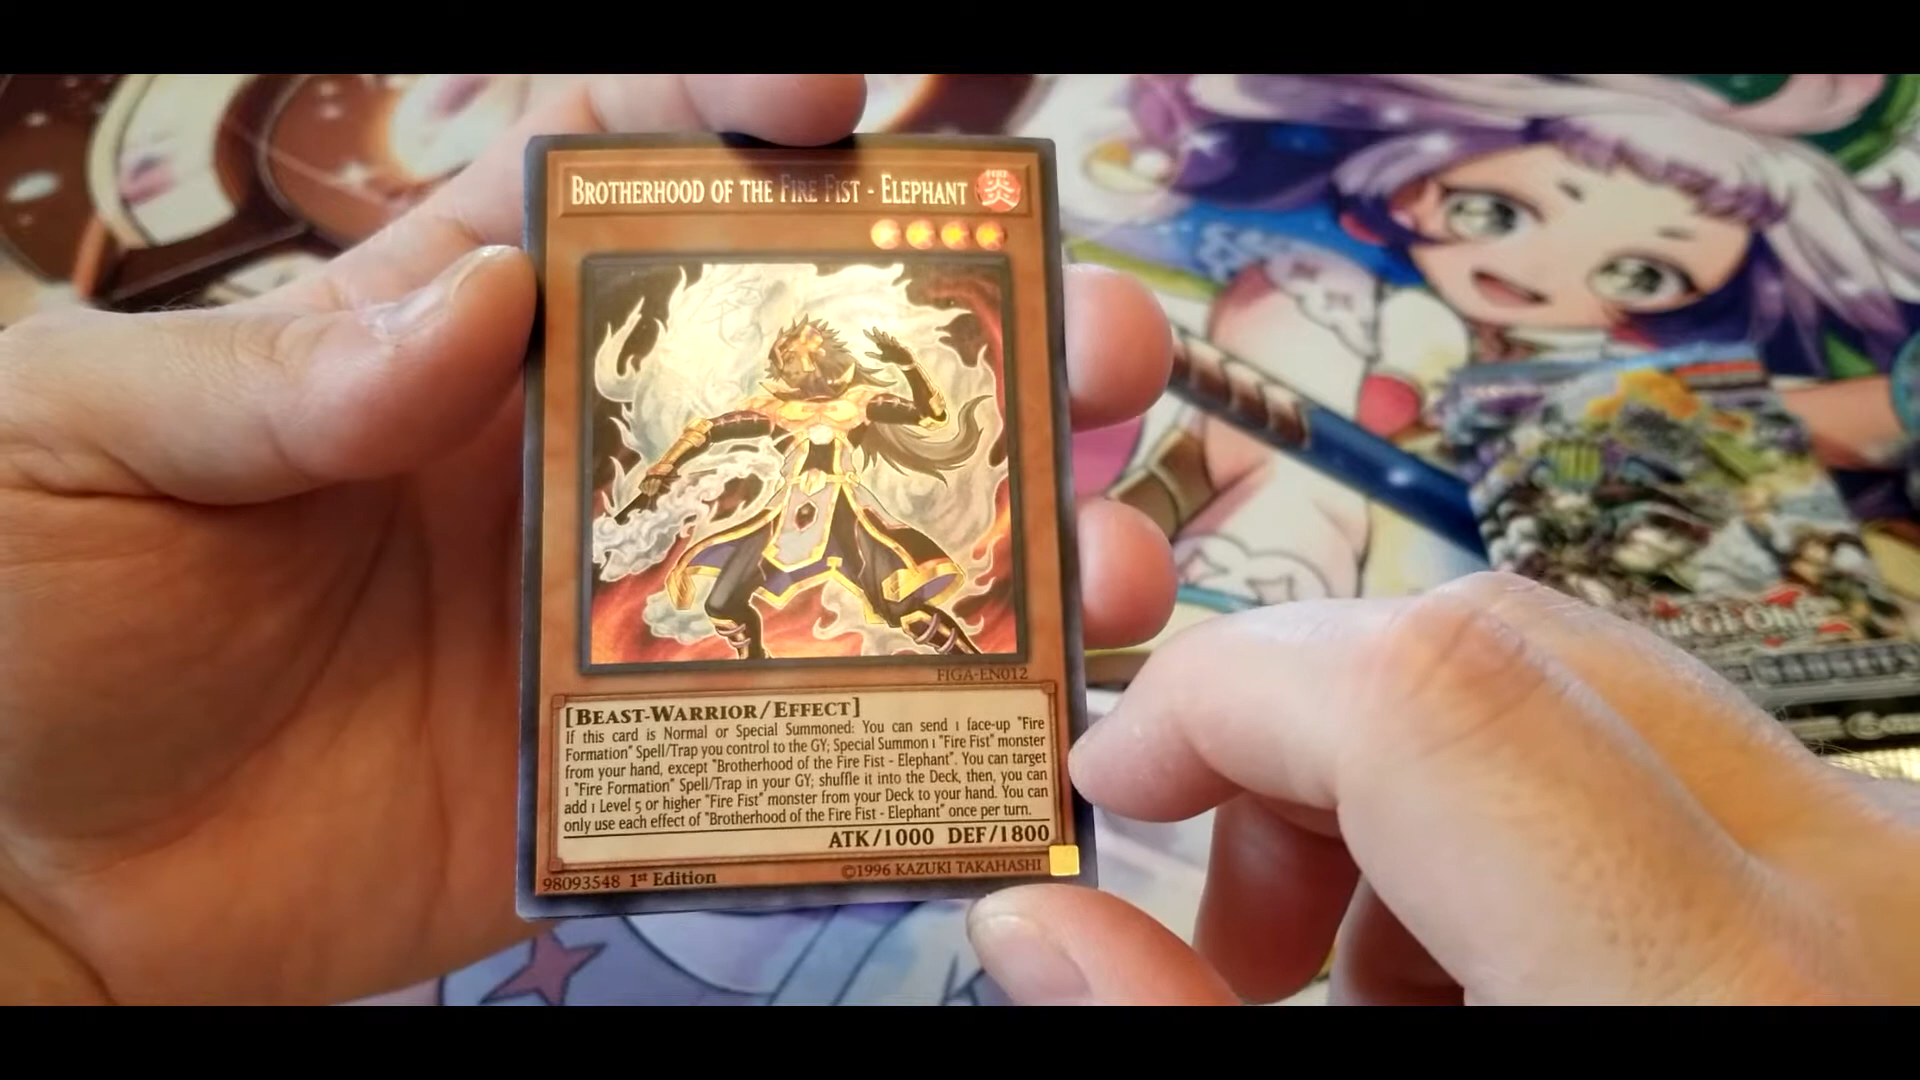 BROTHERHOOD OF THE FIRE FIST - ELEPHANT
FIRE
炎
FIGA-EN012
[BEAST-WARRIOR/EFFECT]
If this card is Normal or Special Summoned: You can send 1 face-up "Fire
Formation" Spell/Trap you control to the GY; Special Summon 1 "Fire Fist" monster
from your hand, except "Brotherhood of the Fire Fist - Elephant". You can target
1 "Fire Formation" Spell/Trap in your GY; shuffle it into the Deck, then, you can
add 1 Level 5 or higher "Fire Fist" monster from your Deck to your hand. You can
only use each effect of "Brotherhood of the Fire Fist - Elephant" once per turn.
ATK/1000 DEF/1800
98093548 1st Edition
©1996 KAZUKI TAKAHASHI
Yu-Gi-Oh!
GADGETS